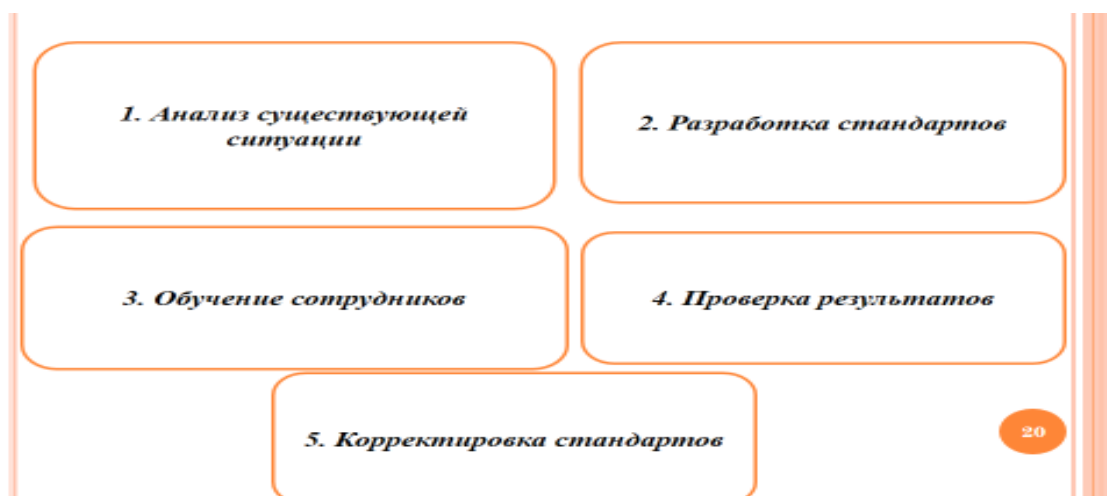 1. Анализ существующей
ситуации
2. Разработка стандартов
3. Обучение сотрудников
4. Проверка результатов
5. Корректировка стандартов
20